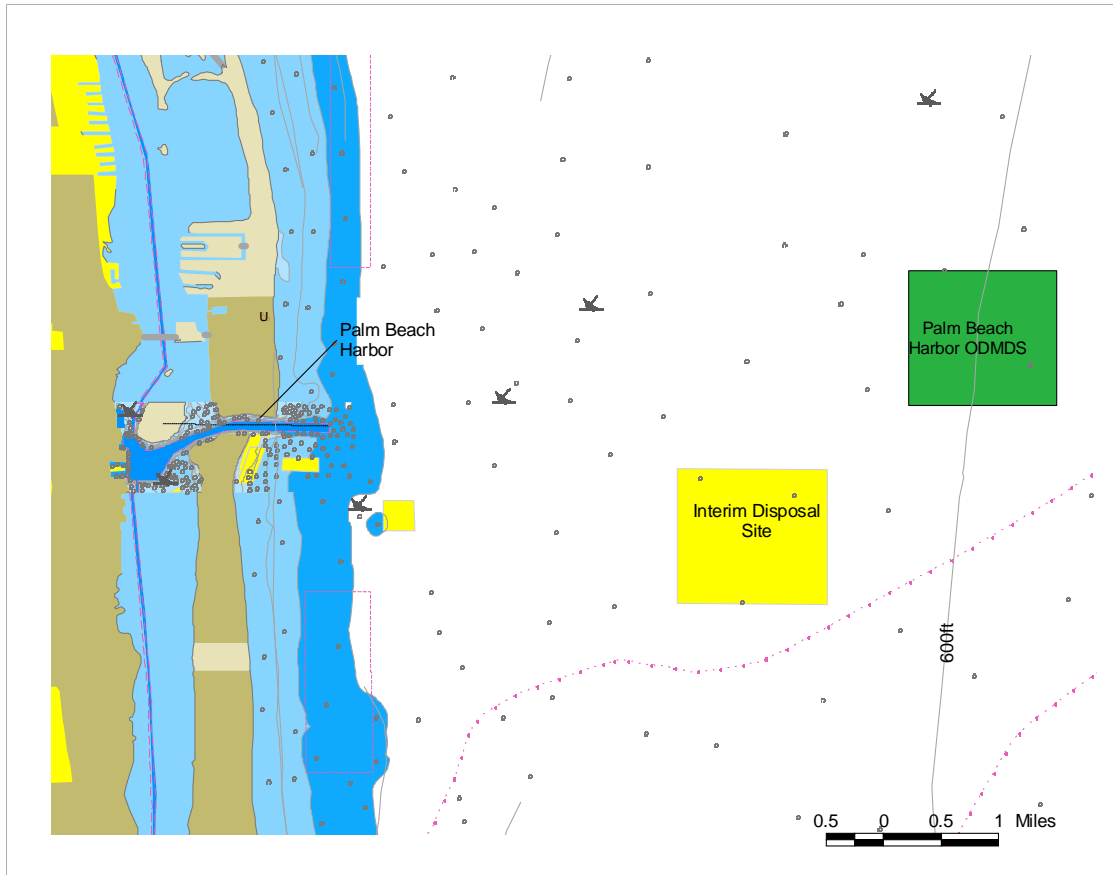 U
Palm Beach
Harbor
Palm Beach
Harbor ODMDS
Interim Disposal
Site
600ft
0.5 0 0.5 1 Miles